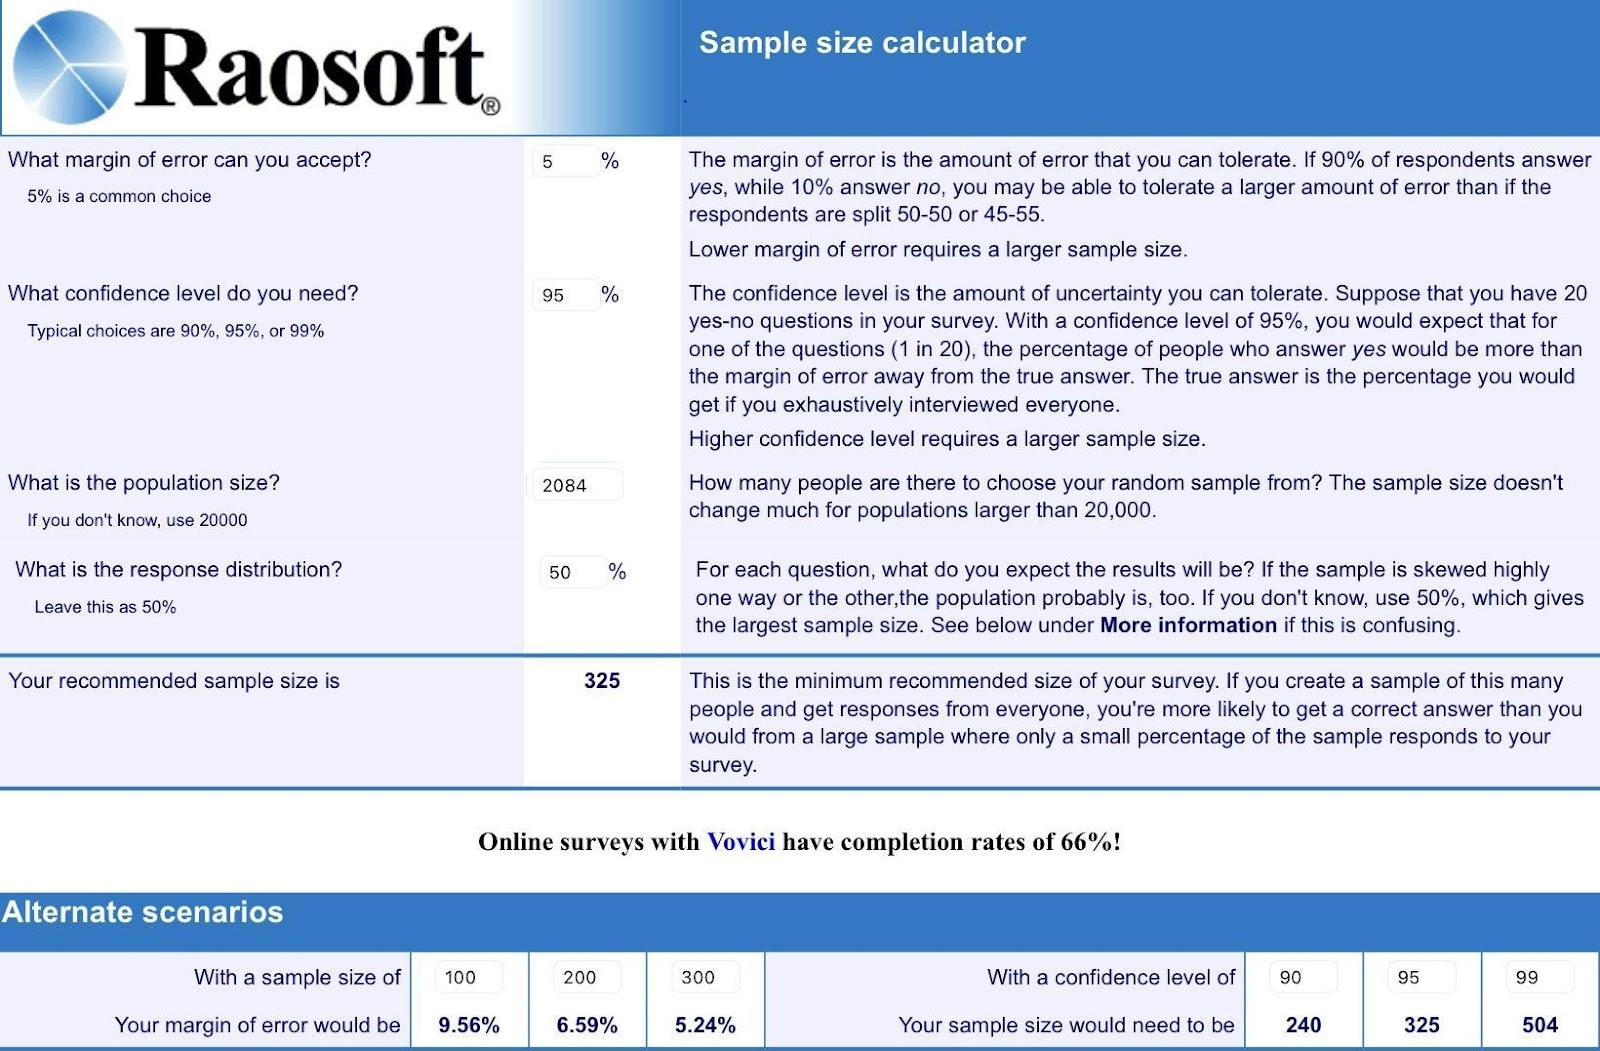 Raosoft®
Sample size calculator
.
What margin of error can you accept?
5% is a common choice
5 %
The margin of error is the amount of error that you can tolerate. If 90% of respondents answer
yes, while 10% answer no, you may be able to tolerate a larger amount of error than if the
respondents are split 50-50 or 45-55.
Lower margin of error requires a larger sample size.
What confidence level do you need?
Typical choices are 90%, 95%, or 99%
95 %
The confidence level is the amount of uncertainty you can tolerate. Suppose that you have 20
yes-no questions in your survey. With a confidence level of 95%, you would expect that for
one of the questions (1 in 20), the percentage of people who answer yes would be more than
the margin of error away from the true answer. The true answer is the percentage you would
get if you exhaustively interviewed everyone.
Higher confidence level requires a larger sample size.
What is the population size?
If you don't know, use 20000
2084
How many people are there to choose your random sample from? The sample size doesn't
change much for populations larger than 20,000.
What is the response distribution?
Leave this as 50%
50 %
For each question, what do you expect the results will be? If the sample is skewed highly
one way or the other,the population probably is, too. If you don't know, use 50%, which gives
the largest sample size. See below under More information if this is confusing.
Your recommended sample size is
325
This is the minimum recommended size of your survey. If you create a sample of this many
people and get responses from everyone, you're more likely to get a correct answer than you
would from a large sample where only a small percentage of the sample responds to your
survey.
Online surveys with Vovici have completion rates of 66%!
Alternate scenarios
With a sample size of 100 200 300
Your margin of error would be 9.56% 6.59% 5.24%
With a confidence level of 90 95 99
Your sample size would need to be 240 325 504